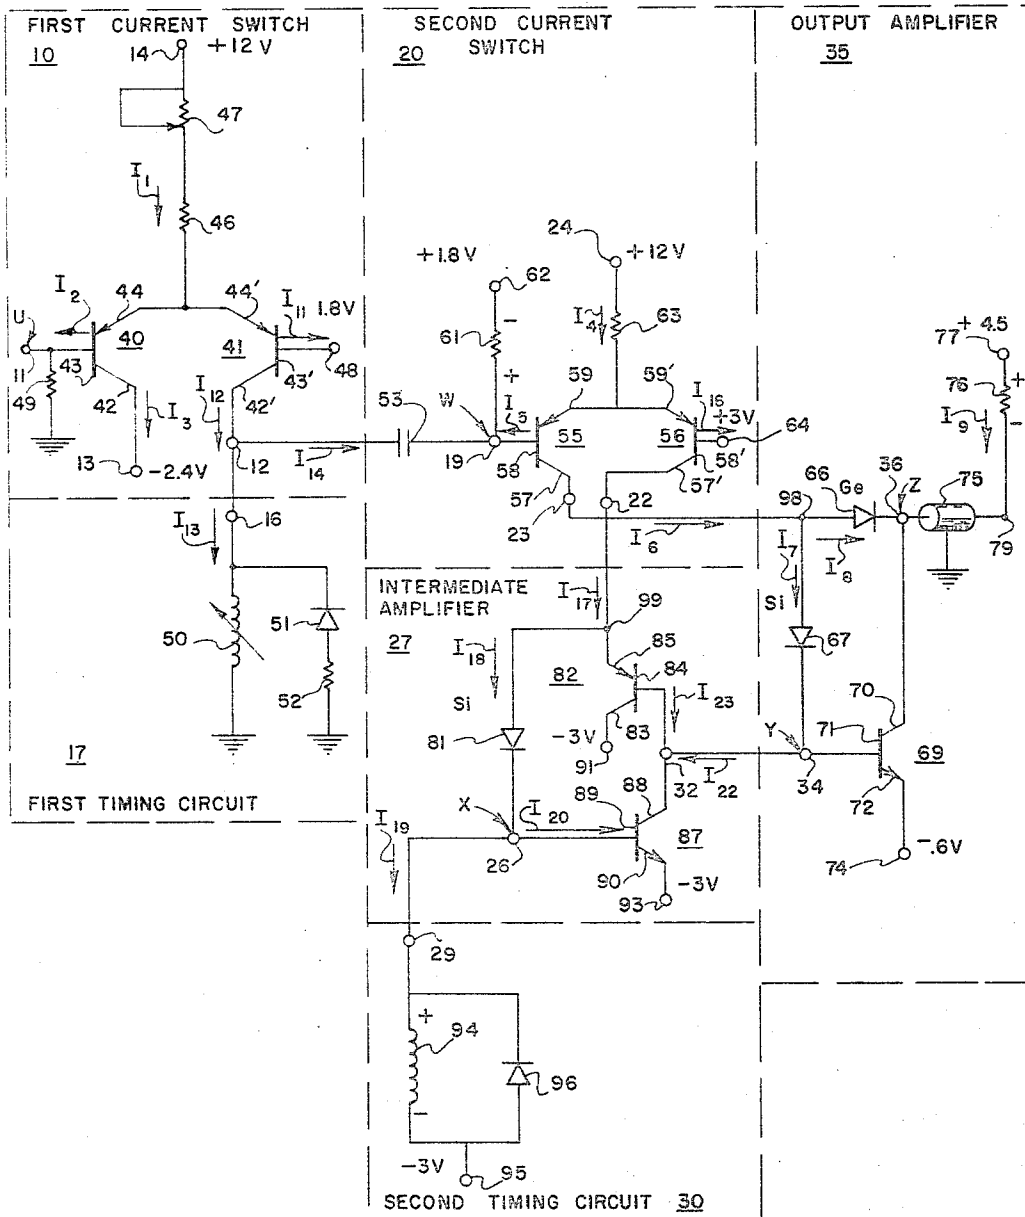 FIRST CURRENT SWITCH
10
14
+12 V
47
I1
46
I2
44
44'
I11
1.8V
U
40
41
11
43
43'
48
49
42
I3
I12
42'
13
-2.4V
12
I14
53
I13
16
50
51
52
17
FIRST TIMING CIRCUIT
SECOND CURRENT
SWITCH
20
24
+12V
+1.8V
62
61
-
+
I4
63
W
I5
59
59'
I16
+3V
19
55
56
64
58
58'
57
57'
23
22
I6
INTERMEDIATE
AMPLIFIER
27
I17
99
I18
85
84
82
I23
Si
83
81
-3V
91
32
I22
89
88
X
I20
I19
26
87
90
-3V
93
29
+
94
96
-
-3V
95
SECOND TIMING CIRCUIT 30
OUTPUT AMPLIFIER
35
77
+ 4.5
+
76
I9
-
66
Ge
36
Z
75
98
79
I7
I8
Si
67
70
Y
71
69
34
72
-.6V
74